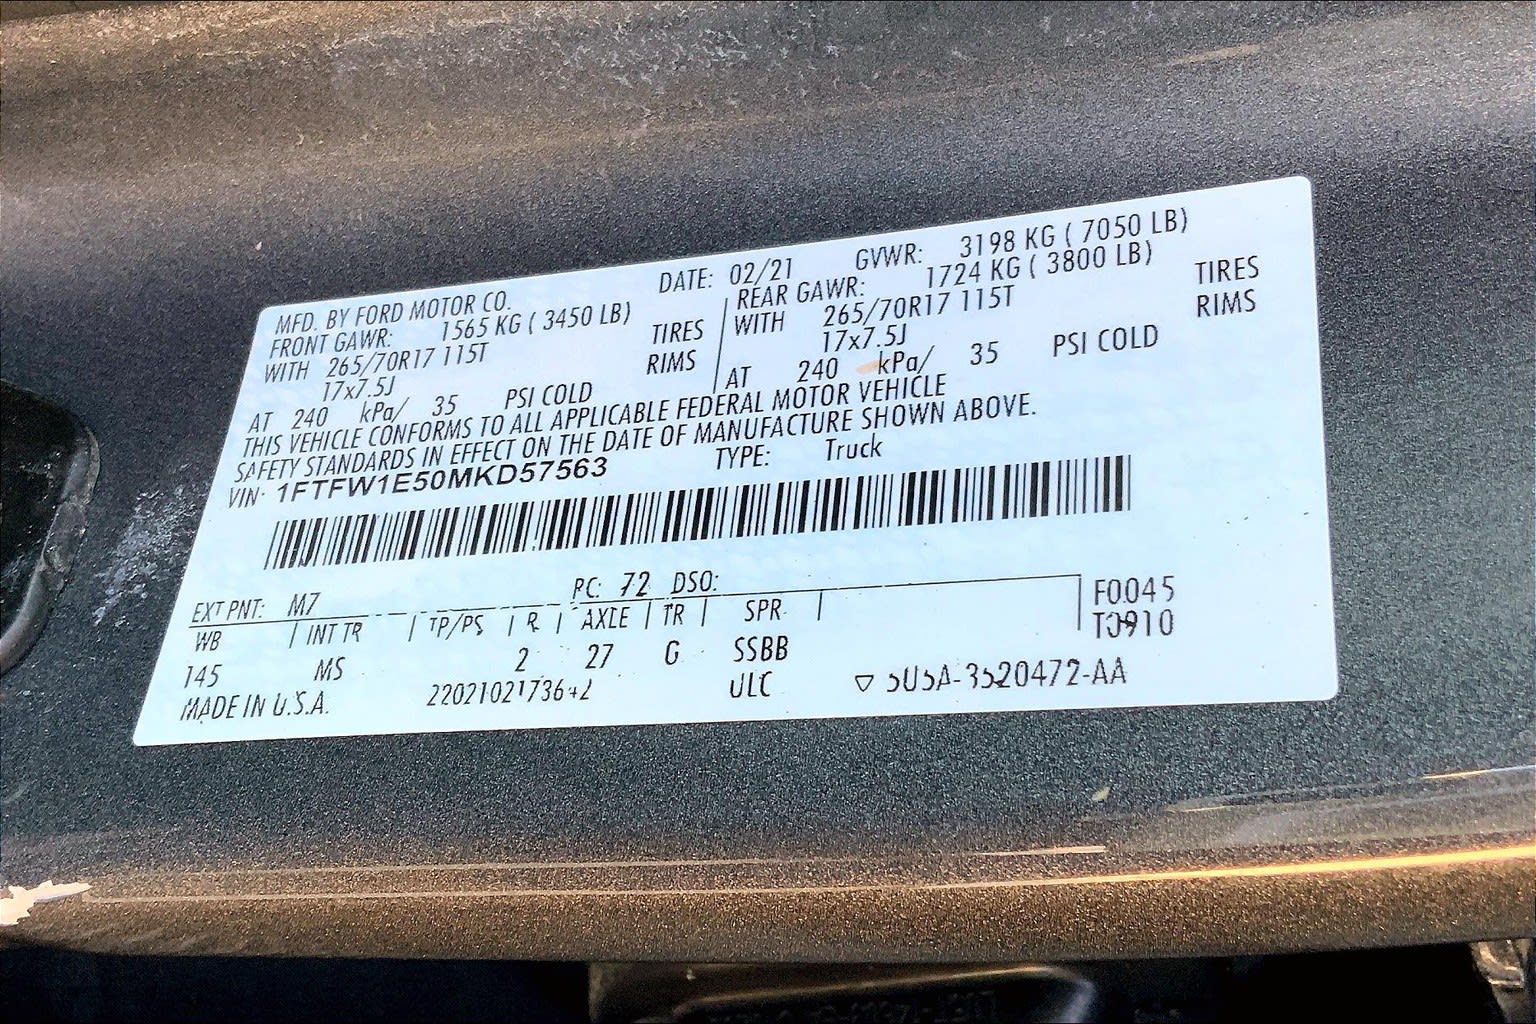 MFD. BY FORD MOTOR CO. DATE: 02/21 GVWR: 3198 KG ( 7050 LB)
FRONT GAWR: 1565 KG ( 3450 LB) REAR GAWR: 1724 KG ( 3800 LB)
WITH 265/70R17 115T TIRES WITH 265/70R17 115T TIRES
17x7.5J RIMS 17x7.5J RIMS
AT 240 kPa/ 35 PSI COLD AT 240 kPa/ 35 PSI COLD
THIS VEHICLE CONFORMS TO ALL APPLICABLE FEDERAL MOTOR VEHICLE
SAFETY STANDARDS IN EFFECT ON THE DATE OF MANUFACTURE SHOWN ABOVE.
VIN: 1FTFW1E50MKD57563 TYPE: Truck
EXT PNT: M7 PC: 72 DSO:
WB INT TR TP/PS R AXLE TR SPR F0045
145 MS 2 27 G SSBB T0910
MADE IN U.S.A. ULC